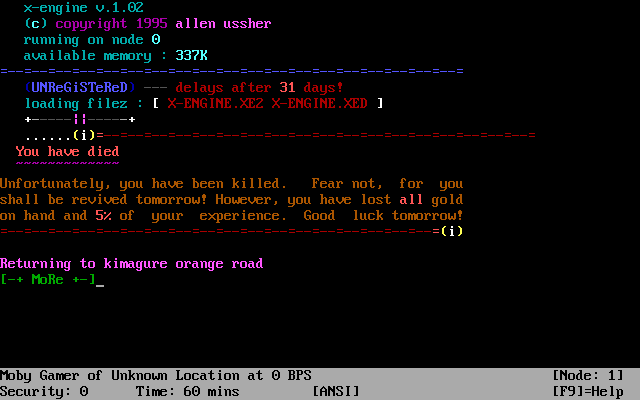 x-engine v.1.02
(c) copyright 1995 allen ussher
running on node 0
available memory : 337K
=--=--=--=--=--=--=--=--=--=--=--=--=--=--=--=--=--=--=--=
(UNReGiSTeReD) --- delays after 31 days!
loading filez : [ X-ENGINE.XE2 X-ENGINE.XED ]
+-----||-----+
......(i)=--=--=--=--=--=--=--=--=--=--=--=--=--=--=--=--=--=--=--=
You have died
~~~~~~~~~~~~~
Unfortunately, you have been killed.  Fear not, for you
shall be revived tomorrow! However, you have lost all gold
on hand and 5% of your experience.  Good luck tomorrow!
=--=--=--=--=--=--=--=--=--=--=--=--=--=--=--=--=--=--=(i)
Returning to kimagure orange road
[-+ MoRe +-]_
Moby Gamer of Unknown Location at 0 BPS [Node: 1]
Security: 0 Time: 60 mins [ANSI] [F9]=Help